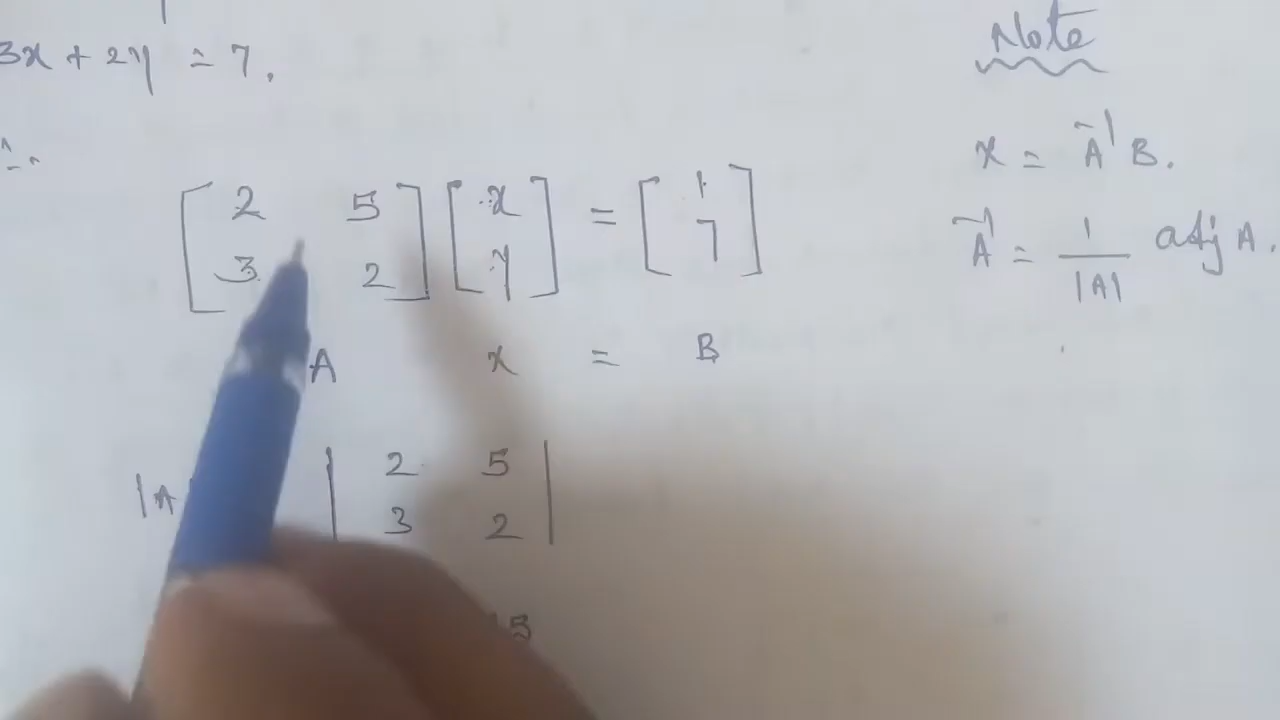 3x + 2y = 7.
Note
x = A⁻¹ B.
[2 5] [x] = [1]
[3 2] [y] [7]
A⁻¹ = 1/|A| adj A.
A x = B
|A| | 2 5 |
| 3 2 |